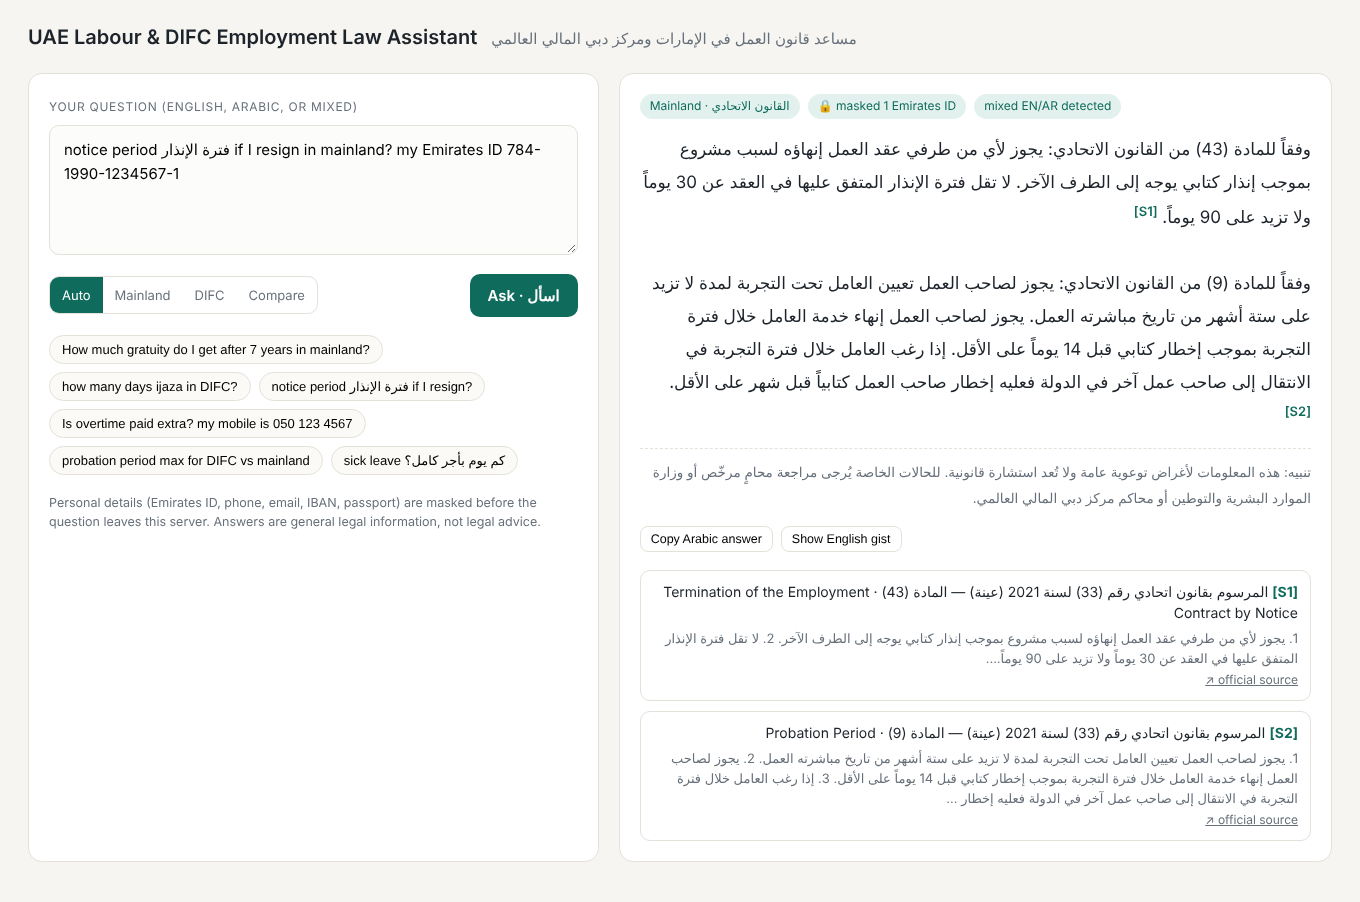 UAE Labour & DIFC Employment Law Assistant مساعد قانون العمل في الإمارات ومركز دبي المالي العالمي
YOUR QUESTION (ENGLISH, ARABIC, OR MIXED)
notice period فترة الإنذار if I resign in mainland? my Emirates ID 784-
1990-1234567-1
Auto Mainland DIFC Compare
Ask · اسأل
How much gratuity do I get after 7 years in mainland?
how many days ijaza in DIFC?
notice period فترة الإنذار if I resign?
Is overtime paid extra? my mobile is 050 123 4567
probation period max for DIFC vs mainland
sick leave كم يوم بأجر كامل؟
Personal details (Emirates ID, phone, email, IBAN, passport) are masked before the
question leaves this server. Answers are general legal information, not legal advice.
Mainland · القانون الاتحادي
🔒 masked 1 Emirates ID
mixed EN/AR detected
وفقاً للمادة (43) من القانون الاتحادي: يجوز لأي من طرفي عقد العمل إنهاؤه لسبب مشروع
بموجب إنذار كتابي يوجه إلى الطرف الآخر. لا تقل فترة الإنذار المتفق عليها في العقد عن 30 يوماً
ولا تزيد على 90 يوماً. [S1]
وفقاً للمادة (9) من القانون الاتحادي: يجوز لصاحب العمل تعيين العامل تحت التجربة لمدة لا تزيد
على ستة أشهر من تاريخ مباشرته العمل. يجوز لصاحب العمل إنهاء خدمة العامل خلال فترة
التجربة بموجب إخطار كتابي قبل 14 يوماً على الأقل. إذا رغب العامل خلال فترة التجربة في
الانتقال إلى صاحب عمل آخر في الدولة فعليه إخطار صاحب العمل كتابياً قبل شهر على الأقل.
[S2]
تنبيه: هذه المعلومات لأغراض توعوية عامة ولا تُعد استشارة قانونية. للحالات الخاصة يُرجى مراجعة محامٍ مرخّص أو وزارة
الموارد البشرية والتوطين أو محاكم مركز دبي المالي العالمي.
Copy Arabic answer
Show English gist
[S1] المرسوم بقانون اتحادي رقم (33) لسنة 2021 (عينة) — المادة (43) · Termination of the Employment
Contract by Notice
1. يجوز لأي من طرفي عقد العمل إنهاؤه لسبب مشروع بموجب إنذار كتابي يوجه إلى الطرف الآخر. 2. لا تقل فترة الإنذار
المتفق عليها في العقد عن 30 يوماً ولا تزيد على 90 يوماً....
official source ↗
[S2] المرسوم بقانون اتحادي رقم (33) لسنة 2021 (عينة) — المادة (9) · Probation Period
1. يجوز لصاحب العمل تعيين العامل تحت التجربة لمدة لا تزيد على ستة أشهر من تاريخ مباشرته العمل. 2. يجوز لصاحب
العمل إنهاء خدمة العامل خلال فترة التجربة بموجب إخطار كتابي قبل 14 يوماً على الأقل. 3. إذا رغب العامل خلال فترة
التجربة في الانتقال إلى صاحب عمل آخر في الدولة فعليه إخطار ...
official source ↗